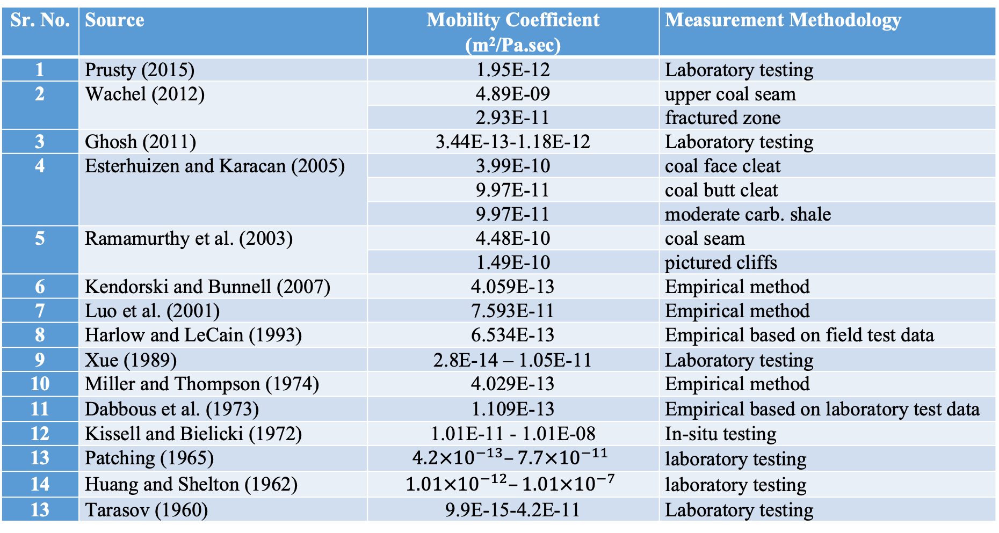 Sr. No. Source Mobility Coefficient (m²/Pa.sec) Measurement Methodology
1 Prusty (2015) 1.95E-12 Laboratory testing
2 Wachel (2012) 4.89E-09 upper coal seam
2.93E-11 fractured zone
3 Ghosh (2011) 3.44E-13-1.18E-12 Laboratory testing
4 Esterhuizen and Karacan (2005) 3.99E-10 coal face cleat
9.97E-11 coal butt cleat
9.97E-11 moderate carb. shale
5 Ramamurthy et al. (2003) 4.48E-10 coal seam
1.49E-10 pictured cliffs
6 Kendorski and Bunnell (2007) 4.059E-13 Empirical method
7 Luo et al. (2001) 7.593E-11 Empirical method
8 Harlow and LeCain (1993) 6.534E-13 Empirical based on field test data
9 Xue (1989) 2.8E-14 – 1.05E-11 Laboratory testing
10 Miller and Thompson (1974) 4.029E-13 Empirical method
11 Dabbous et al. (1973) 1.109E-13 Empirical based on laboratory test data
12 Kissell and Bielicki (1972) 1.01E-11 - 1.01E-08 In-situ testing
13 Patching (1965) 4.2×10⁻¹³– 7.7×10⁻¹¹ laboratory testing
14 Huang and Shelton (1962) 1.01×10⁻¹²– 1.01×10⁻⁷ laboratory testing
13 Tarasov (1960) 9.9E-15-4.2E-11 Laboratory testing